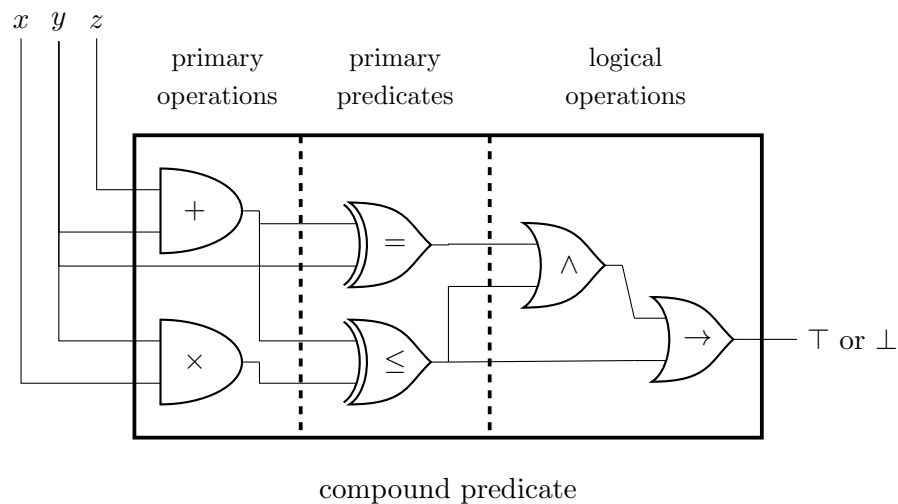 x y z
primary operations
primary predicates
logical operations
+
=
∧
×
≤
→
⊤ or ⊥
compound predicate